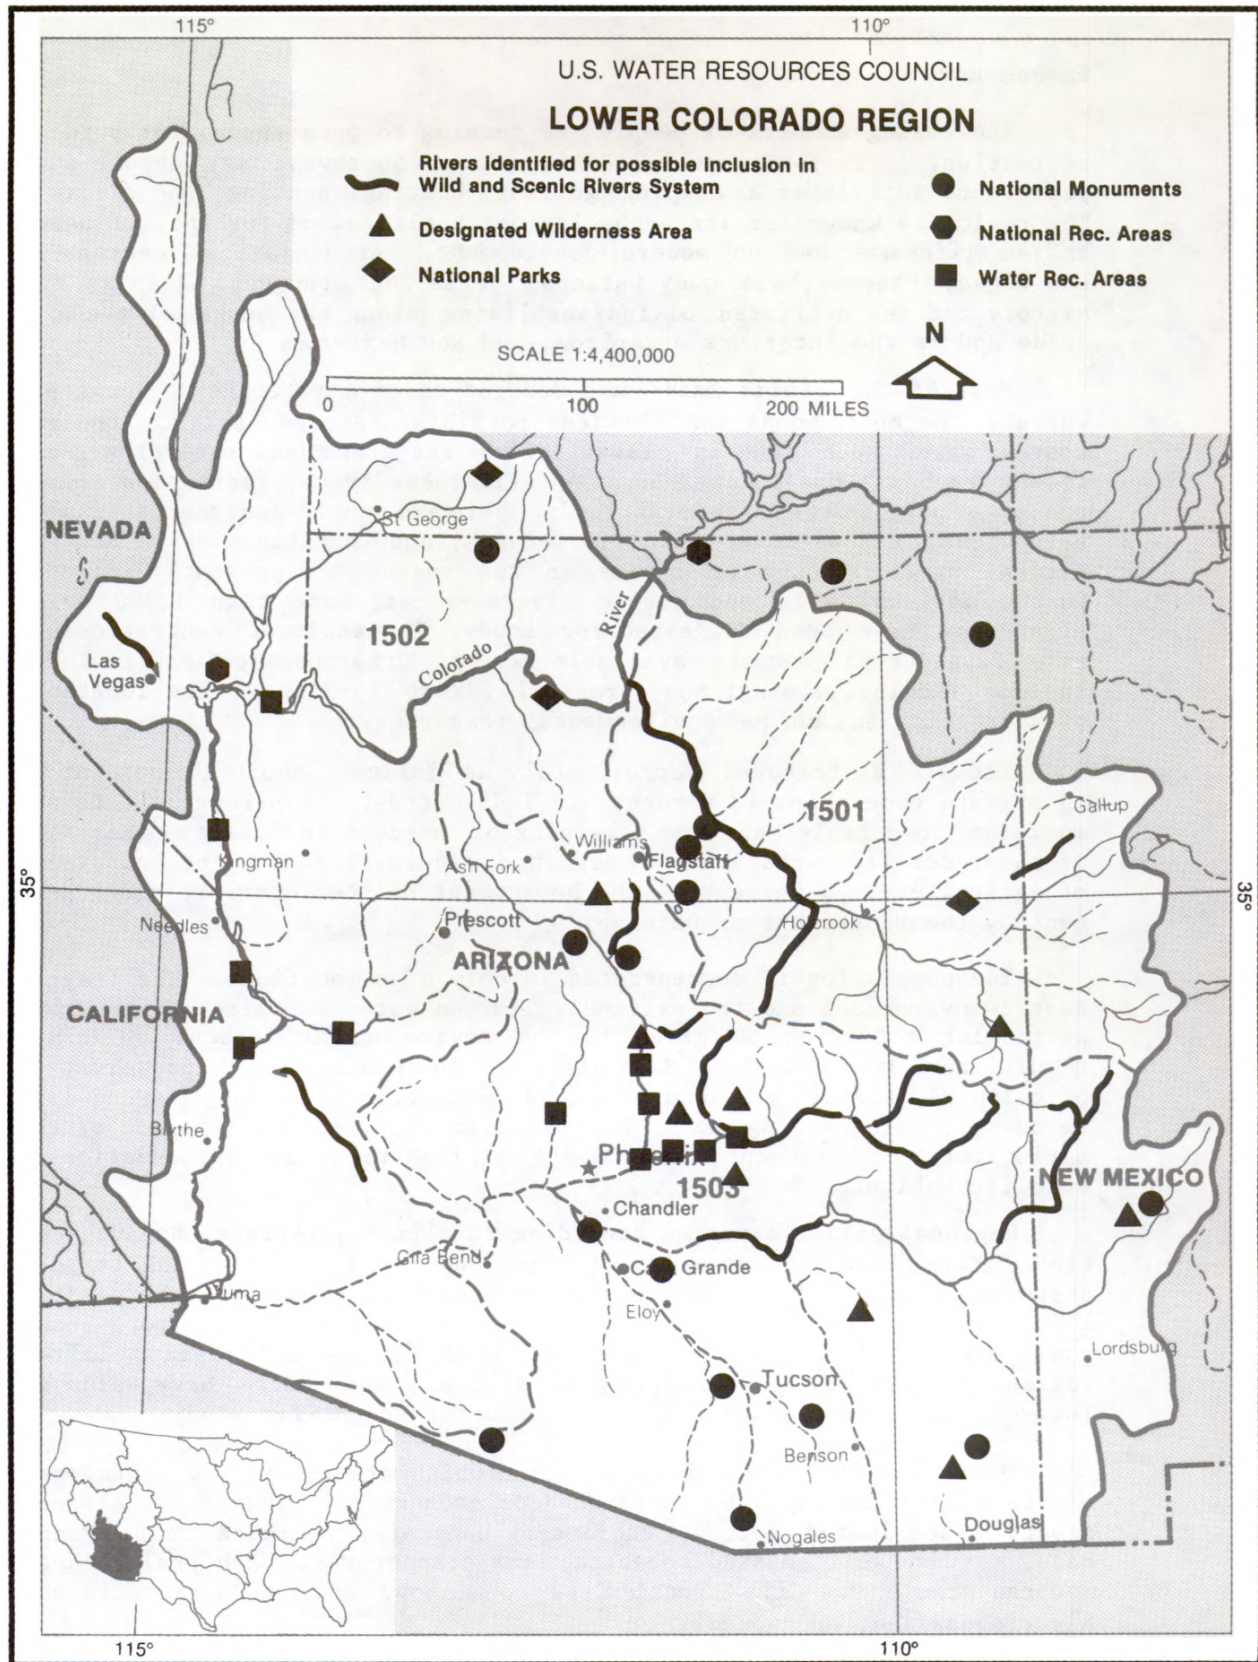 115°
110°
U.S. WATER RESOURCES COUNCIL
LOWER COLORADO REGION
Rivers identified for possible inclusion in
Wild and Scenic Rivers System
Designated Wilderness Area
National Parks
National Monuments
National Rec. Areas
Water Rec. Areas
SCALE 1:4,400,000
0 100 200 MILES
N
NEVADA
St George
1502
Colorado
River
Las
Vegas
1501
Gallup
Kingman
Ash Fork
Williams
Flagstaff
35°
35°
Needles
Prescott
Holbrook
ARIZONA
CALIFORNIA
Blythe
Phoenix
1503
NEW MEXICO
Chandler
Gila Bend
Casa Grande
Yuma
Eloy
Lordsburg
Tucson
Benson
Nogales
Douglas
115°
110°